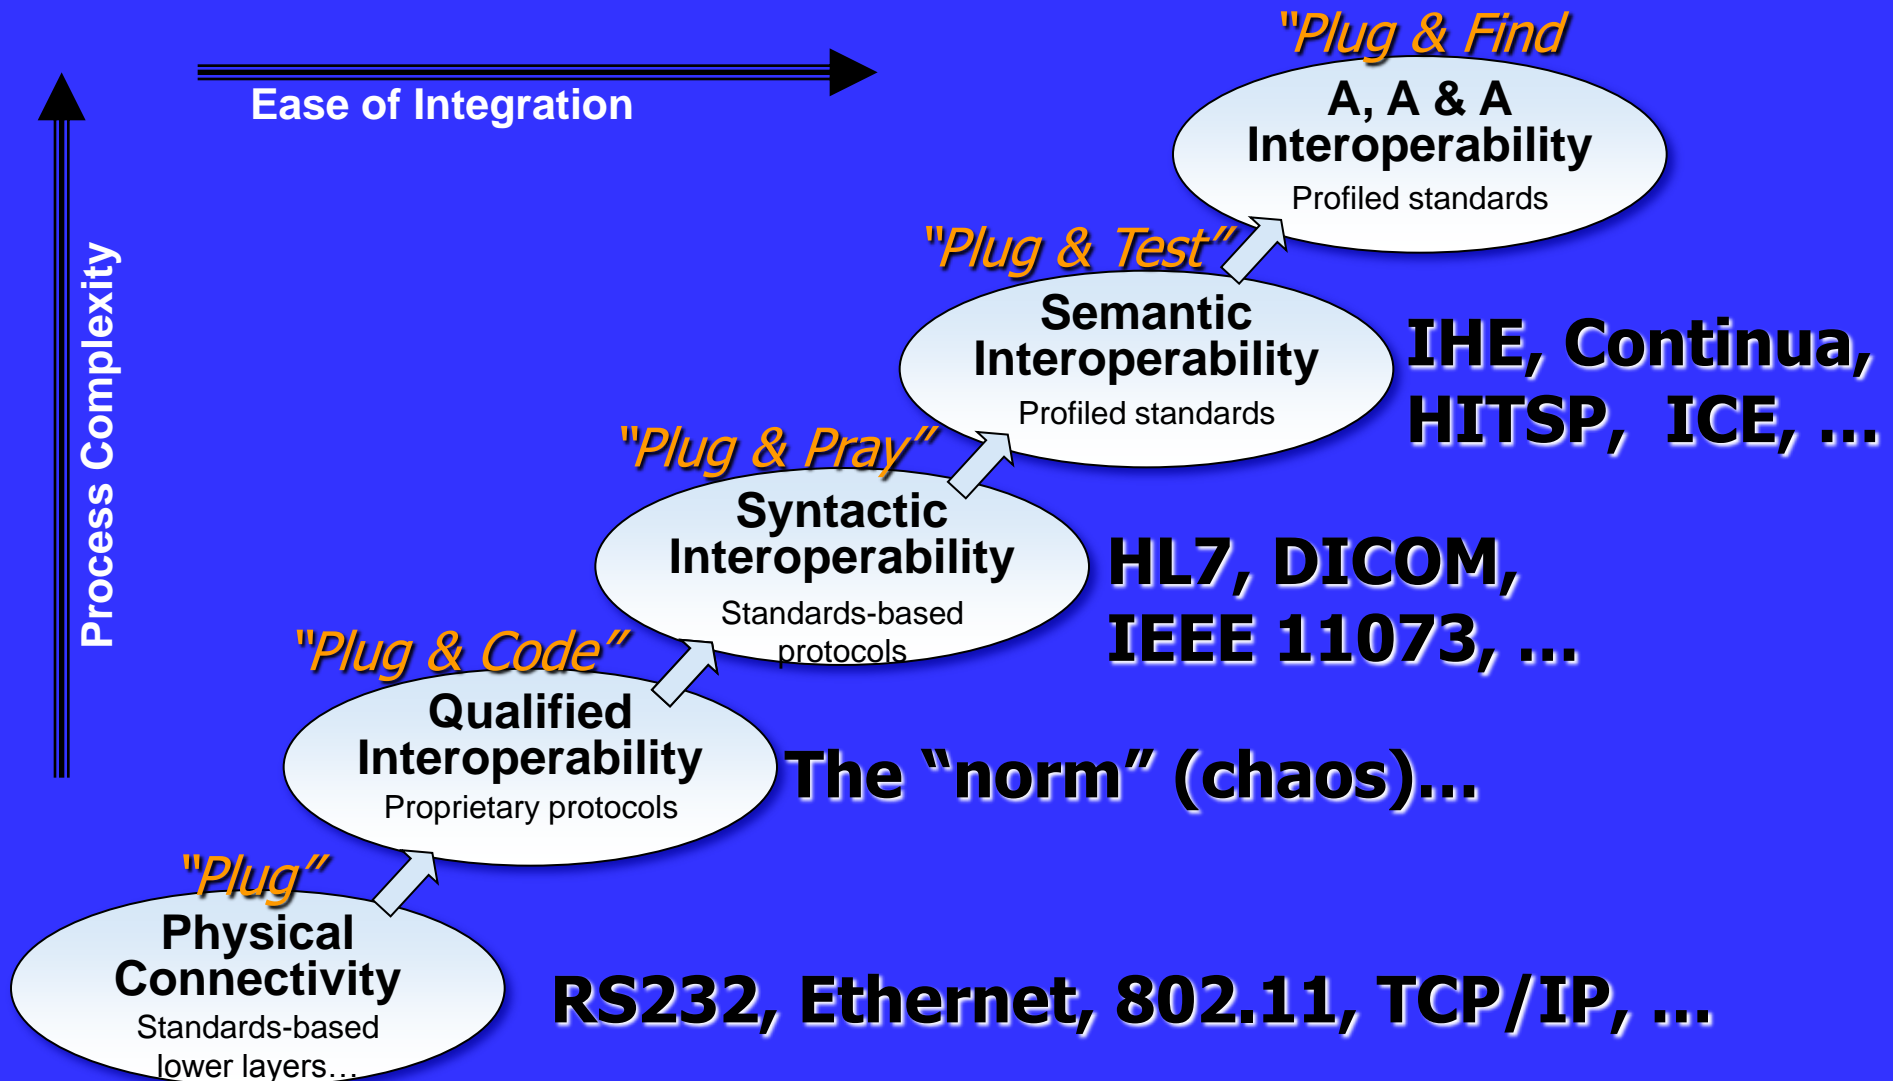 “Plug & Find
Ease of Integration
A, A & A
Interoperability
Profiled standards
Process Complexity
“Plug & Test”
Semantic
Interoperability
Profiled standards
IHE, Continua,
HITSP, ICE, ...
“Plug & Pray”
Syntactic
Interoperability
Standards-based
protocols
HL7, DICOM,
IEEE 11073, ...
“Plug & Code”
Qualified
Interoperability
Proprietary protocols
The “norm” (chaos)...
“Plug”
Physical
Connectivity
Standards-based
lower layers...
RS232, Ethernet, 802.11, TCP/IP, ...